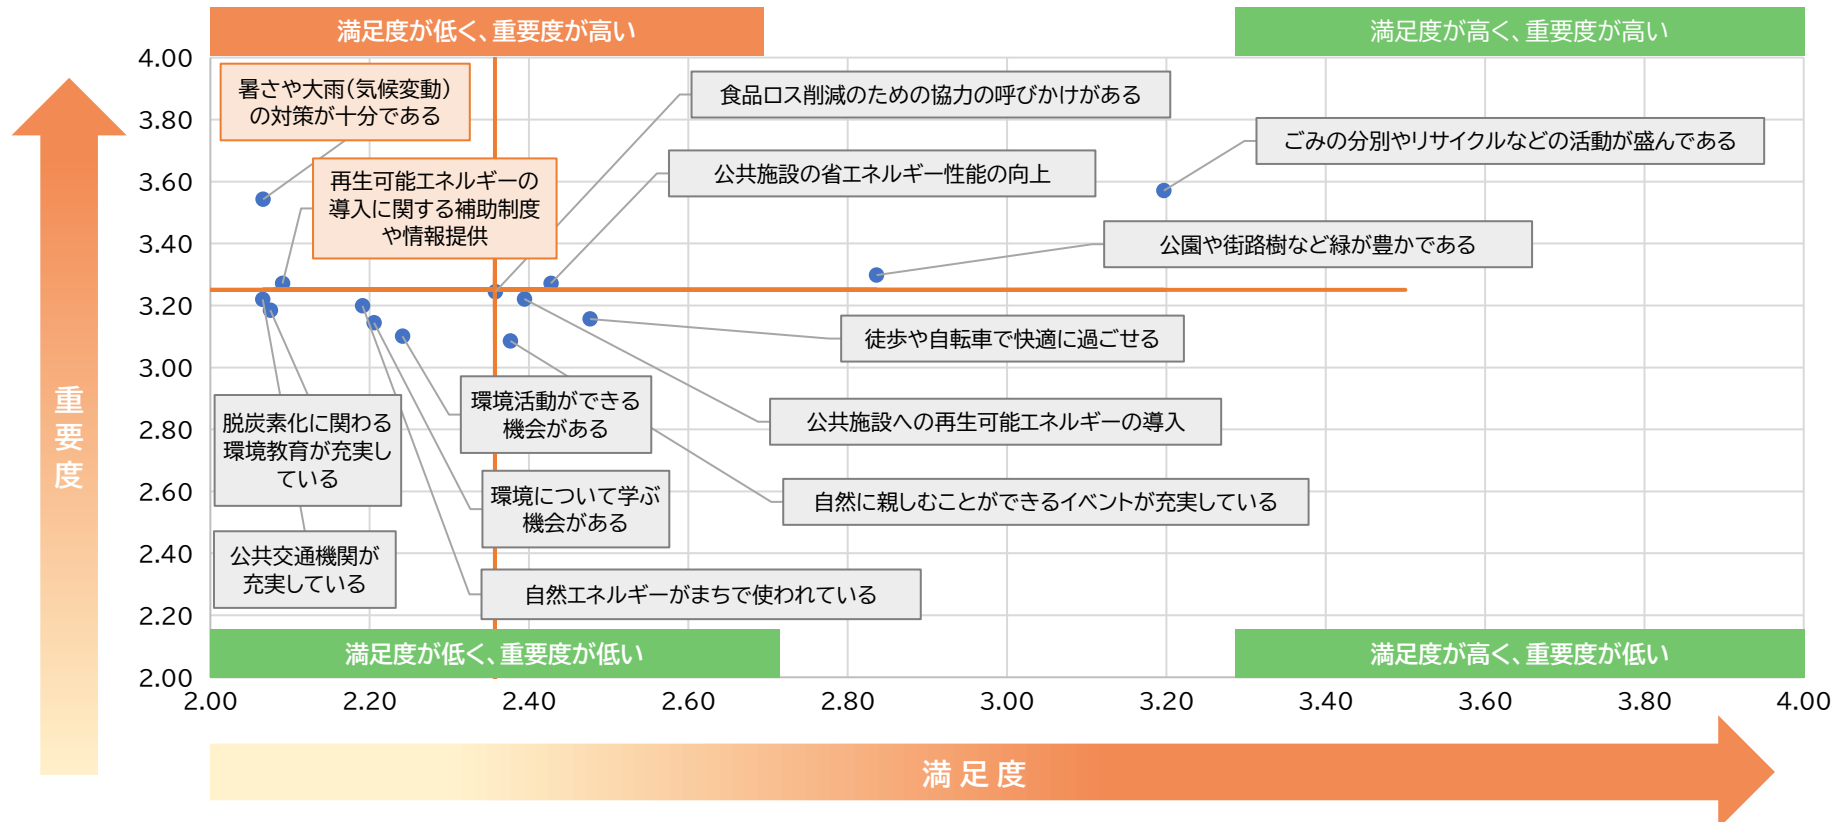 満足度が低く、重要度が高い
満足度が高く、重要度が高い
4.00
3.80
3.60
3.40
3.20
3.00
2.80
2.60
2.40
2.20
2.00
暑さや大雨（気候変動）
の対策が十分である
食品ロス削減のための協力の呼びかけがある
ごみの分別やリサイクルなどの活動が盛んである
再生可能エネルギーの
導入に関する補助制度
や情報提供
公共施設の省エネルギー性能の向上
公園や街路樹など緑が豊かである
徒歩や自転車で快適に過ごせる
環境活動ができる
機会がある
公共施設への再生可能エネルギーの導入
脱炭素化に関わる
環境教育が充実し
ている
環境について学ぶ
機会がある
自然に親しむことができるイベントが充実している
公共交通機関が
充実している
自然エネルギーがまちで使われている
満足度が低く、重要度が低い
満足度が高く、重要度が低い
2.00
2.20
2.40
2.60
2.80
3.00
3.20
3.40
3.60
3.80
4.00
重要度
満足度